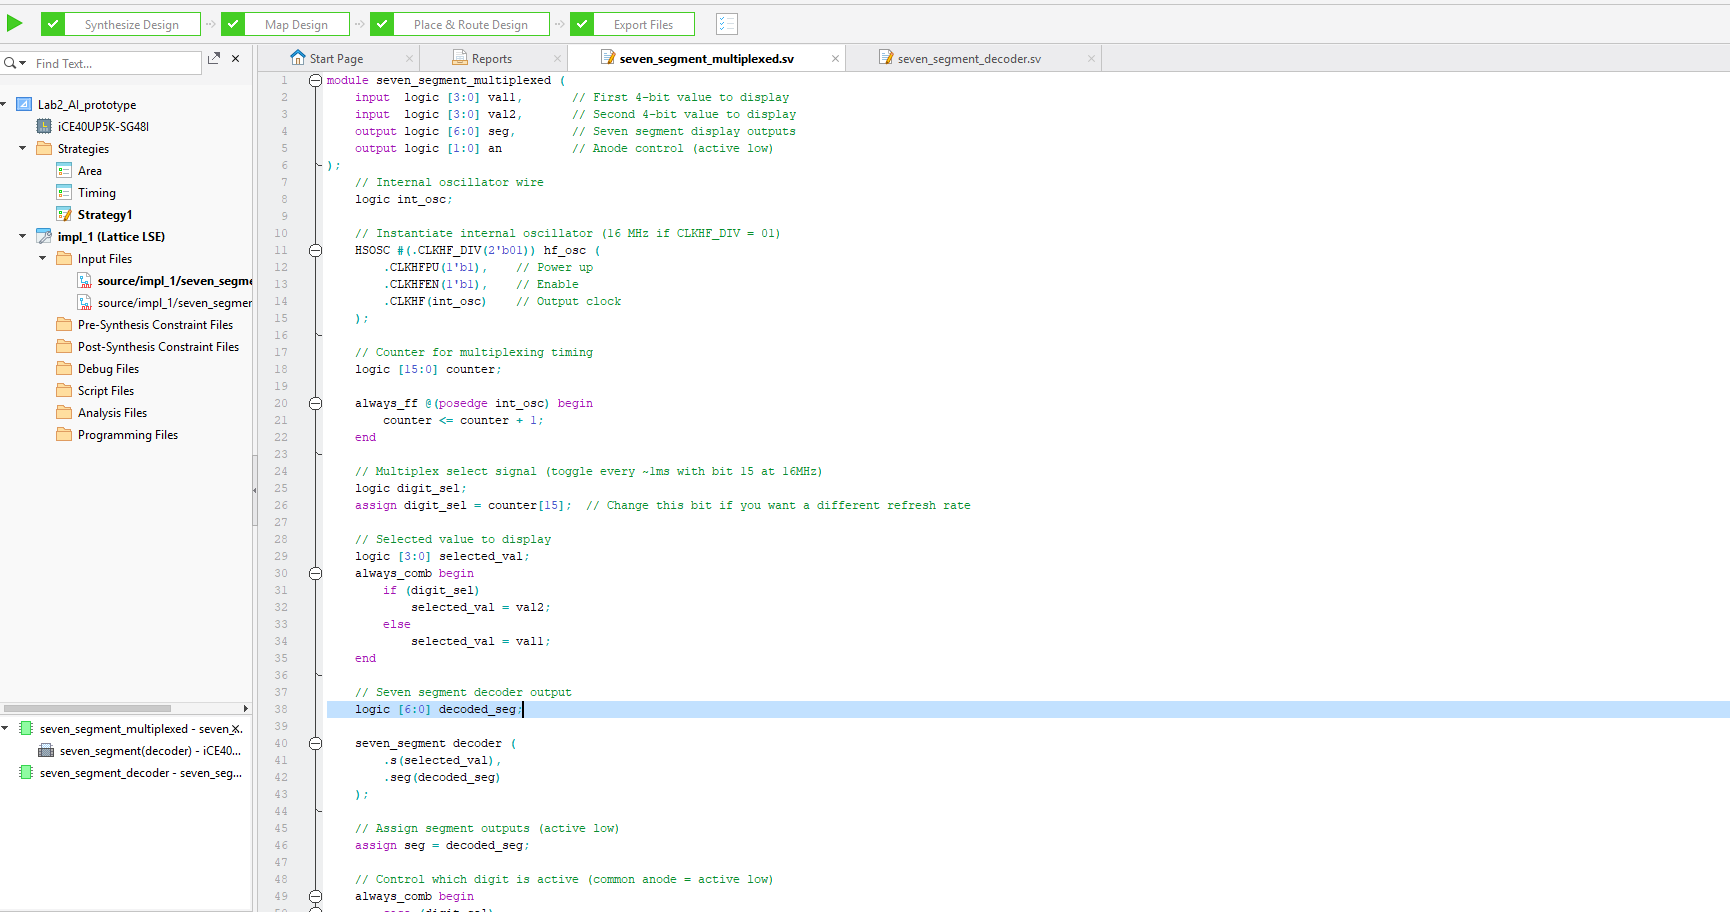 Synthesize Design
Map Design
Place & Route Design
Export Files
Find Text...
Start Page
Reports
seven_segment_multiplexed.sv
seven_segment_decoder.sv
Lab2_AI_prototype
iCE40UP5K-SG48I
Strategies
Area
Timing
Strategy1
impl_1 (Lattice LSE)
Input Files
source/impl_1/seven_segme
source/impl_1/seven_segmer
Pre-Synthesis Constraint Files
Post-Synthesis Constraint Files
Debug Files
Script Files
Analysis Files
Programming Files
seven_segment_multiplexed - seven_
seven_segment(decoder) - iCE40...
seven_segment_decoder - seven_seg...
1 module seven_segment_multiplexed (
2 input  logic [3:0] val1,       // First 4-bit value to display
3 input  logic [3:0] val2,       // Second 4-bit value to display
4 output logic [6:0] seg,        // Seven segment display outputs
5 output logic [1:0] an          // Anode control (active low)
6 );
7 // Internal oscillator wire
8 logic int_osc;
9
10 // Instantiate internal oscillator (16 MHz if CLKHF_DIV = 01)
11 HSOSC #(.CLKHF_DIV(2'b01)) hf_osc (
12 .CLKHFPU(1'b1),    // Power up
13 .CLKHFEN(1'b1),    // Enable
14 .CLKHF(int_osc)    // Output clock
15 );
16
17 // Counter for multiplexing timing
18 logic [15:0] counter;
19
20 always_ff @(posedge int_osc) begin
21 counter <= counter + 1;
22 end
23
24 // Multiplex select signal (toggle every ~1ms with bit 15 at 16MHz)
25 logic digit_sel;
26 assign digit_sel = counter[15];  // Change this bit if you want a different refresh rate
27
28 // Selected value to display
29 logic [3:0] selected_val;
30 always_comb begin
31 if (digit_sel)
32 selected_val = val2;
33 else
34 selected_val = val1;
35 end
36
37 // Seven segment decoder output
38 logic [6:0] decoded_seg;
39
40 seven_segment decoder (
41 .s(selected_val),
42 .seg(decoded_seg)
43 );
44
45 // Assign segment outputs (active low)
46 assign seg = decoded_seg;
47
48 // Control which digit is active (common anode = active low)
49 always_comb begin